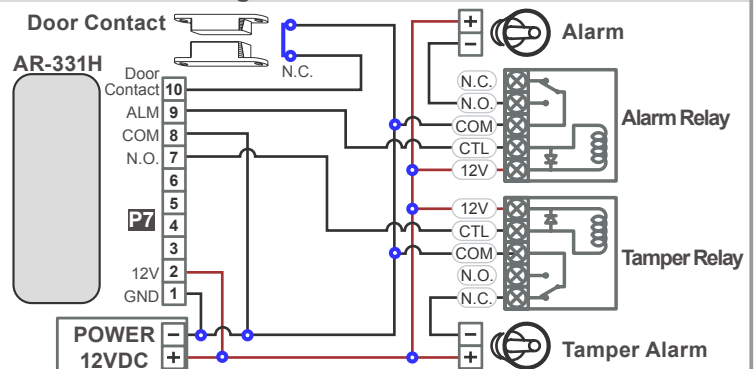 Door Contact
AR-331H
P7
Door
Contact 10
ALM 9
COM 8
N.O. 7
6
5
4
3
12V 2
GND 1
POWER −
12VDC +
N.C.
+
−
Alarm
N.C.
N.O.
COM
CTL
12V
Alarm Relay
12V
CTL
COM
N.O.
N.C.
Tamper Relay
−
+
Tamper Alarm